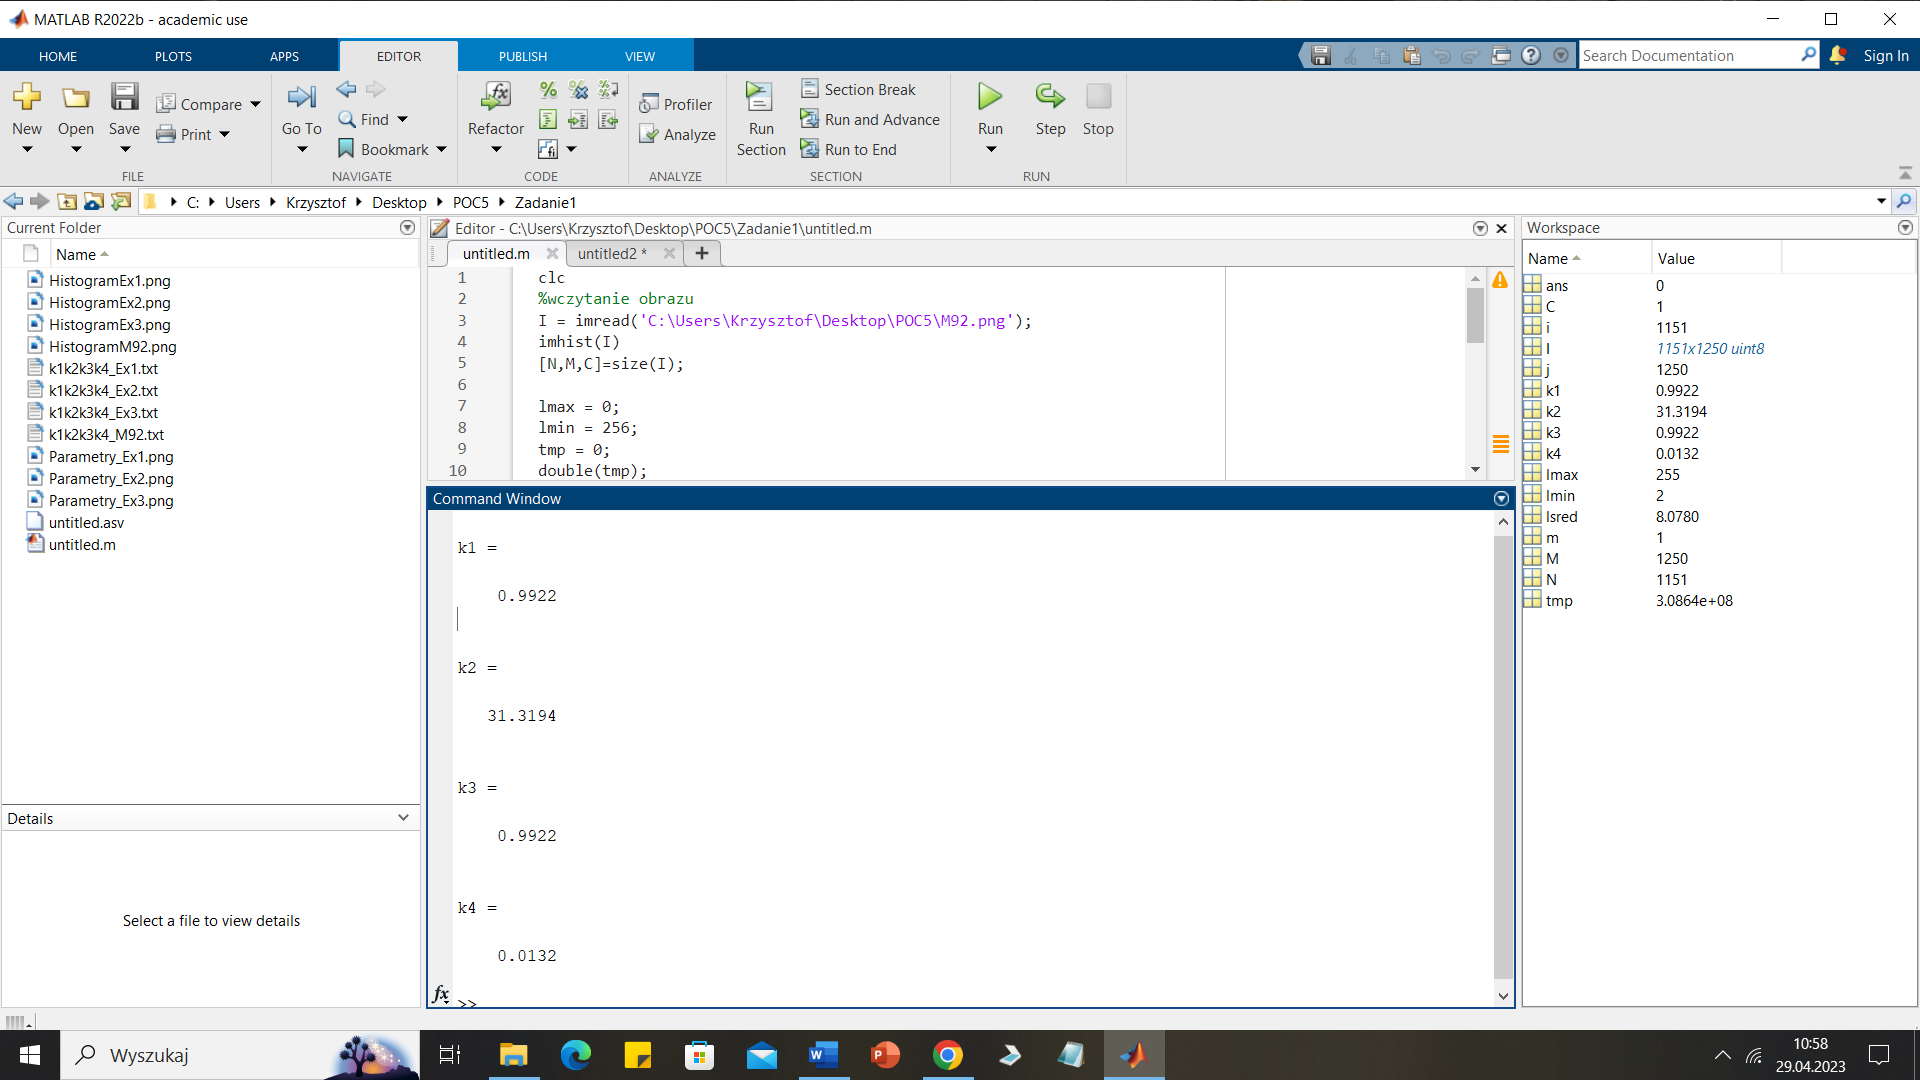 MATLAB R2022b - academic use
HOME PLOTS APPS EDITOR PUBLISH VIEW
Search Documentation
Sign In
New
Open
Save
Compare
Print
FILE
Go To
Find
Bookmark
NAVIGATE
Refactor
CODE
Profiler
Analyze
ANALYZE
Run Section
Section Break
Run and Advance
Run to End
SECTION
Run
Step
Stop
RUN
C: Users Krzysztof Desktop POC5 Zadanie1
Current Folder
Name
HistogramEx1.png
HistogramEx2.png
HistogramEx3.png
HistogramM92.png
k1k2k3k4_Ex1.txt
k1k2k3k4_Ex2.txt
k1k2k3k4_Ex3.txt
k1k2k3k4_M92.txt
Parametry_Ex1.png
Parametry_Ex2.png
Parametry_Ex3.png
untitled.asv
untitled.m
Details
Select a file to view details
Editor - C:\Users\Krzysztof\Desktop\POC5\Zadanie1\untitled.m
untitled.m untitled2 *
1 clc
2 %wczytanie obrazu
3 I = imread('C:\Users\Krzysztof\Desktop\POC5\M92.png');
4 imhist(I)
5 [N,M,C]=size(I);
6
7 lmax = 0;
8 lmin = 256;
9 tmp = 0;
10 double(tmp);
Command Window
k1 =
0.9922
k2 =
31.3194
k3 =
0.9922
k4 =
0.0132
fx >>
Workspace
Name Value
ans 0
C 1
i 1151
I 1151x1250 uint8
j 1250
k1 0.9922
k2 31.3194
k3 0.9922
k4 0.0132
lmax 255
lmin 2
lsred 8.0780
m 1
M 1250
N 1151
tmp 3.0864e+08
Wyszukaj
10:58
29.04.2023